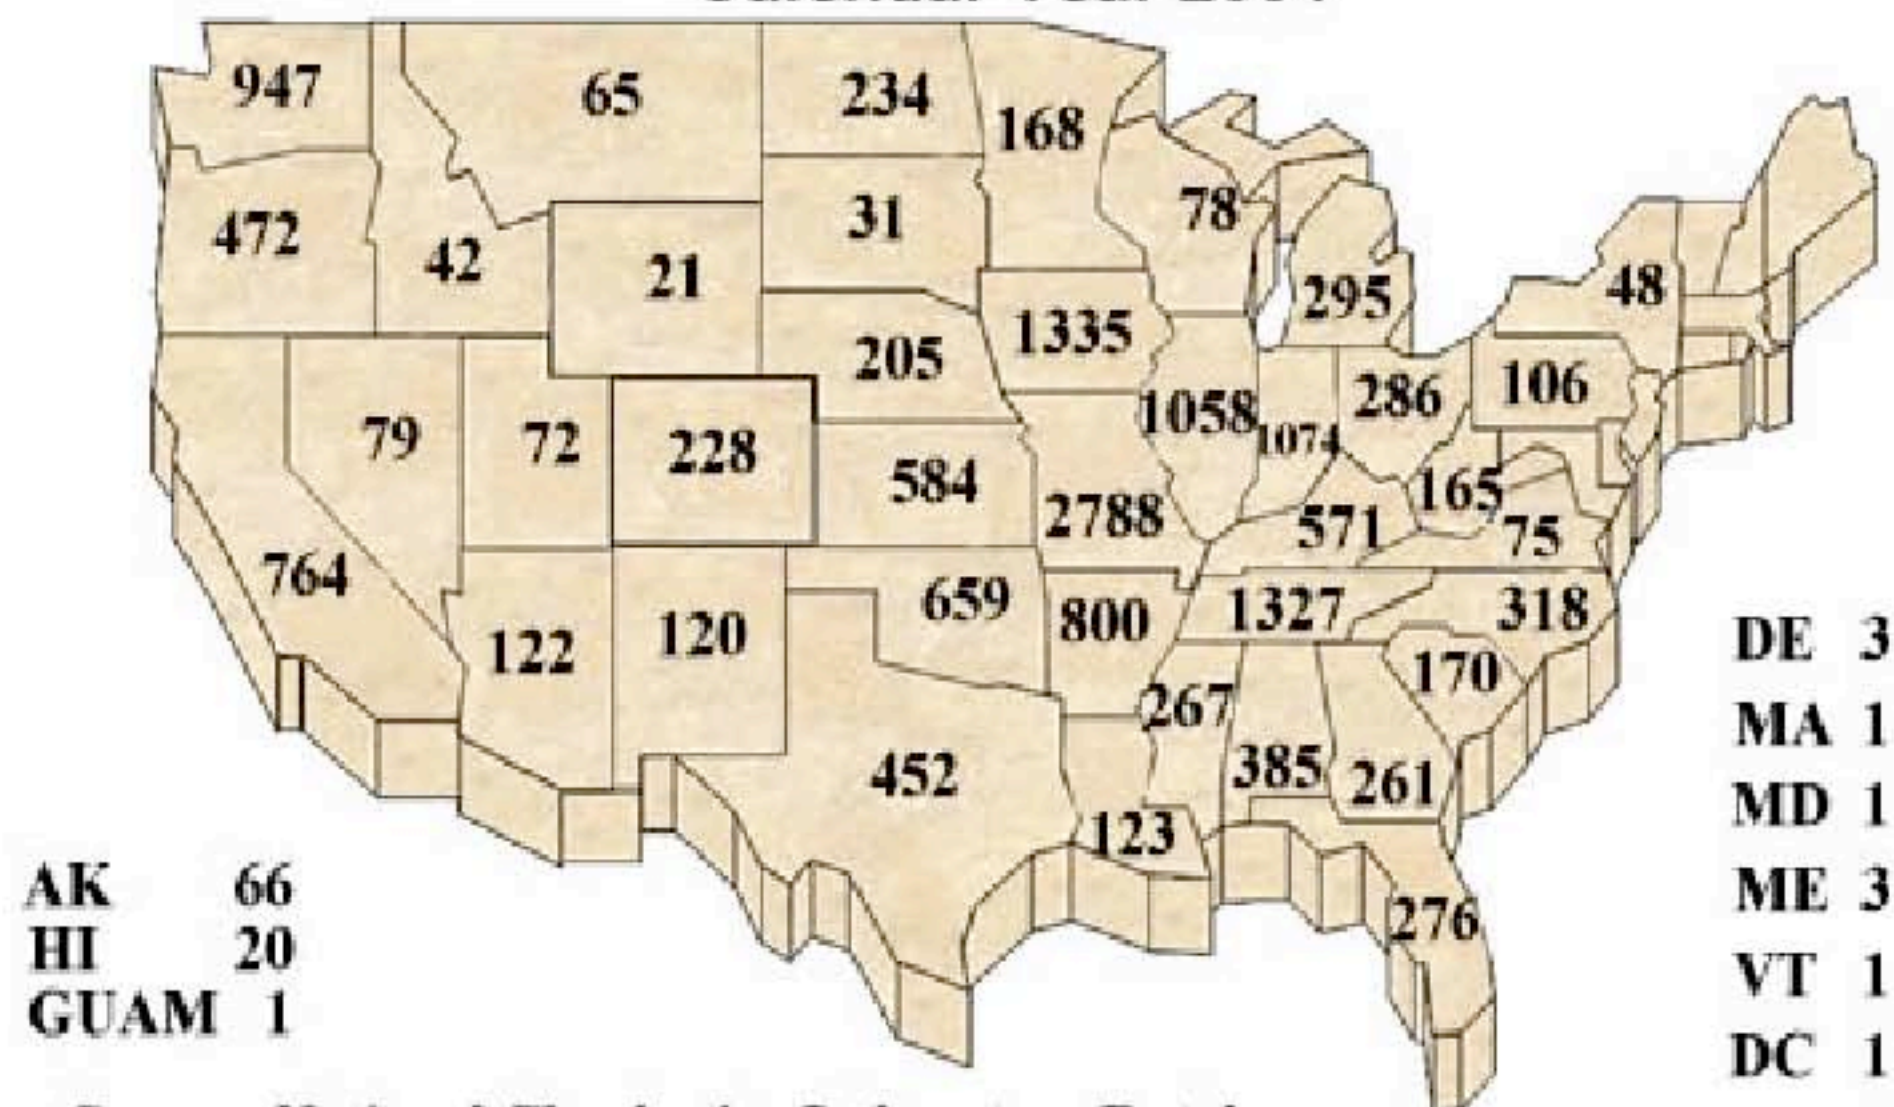 947 65 234 168
472 42 21 31 78 295 48
79 72 228 205 1335 1058 1074 286 106
764 584 2788 571 165 75
122 120 659 800 1327 318
452 267 385 261 170
123 276
AK 66
HI 20
GUAM 1
DE 3
MA 1
MD 1
ME 3
VT 1
DC 1